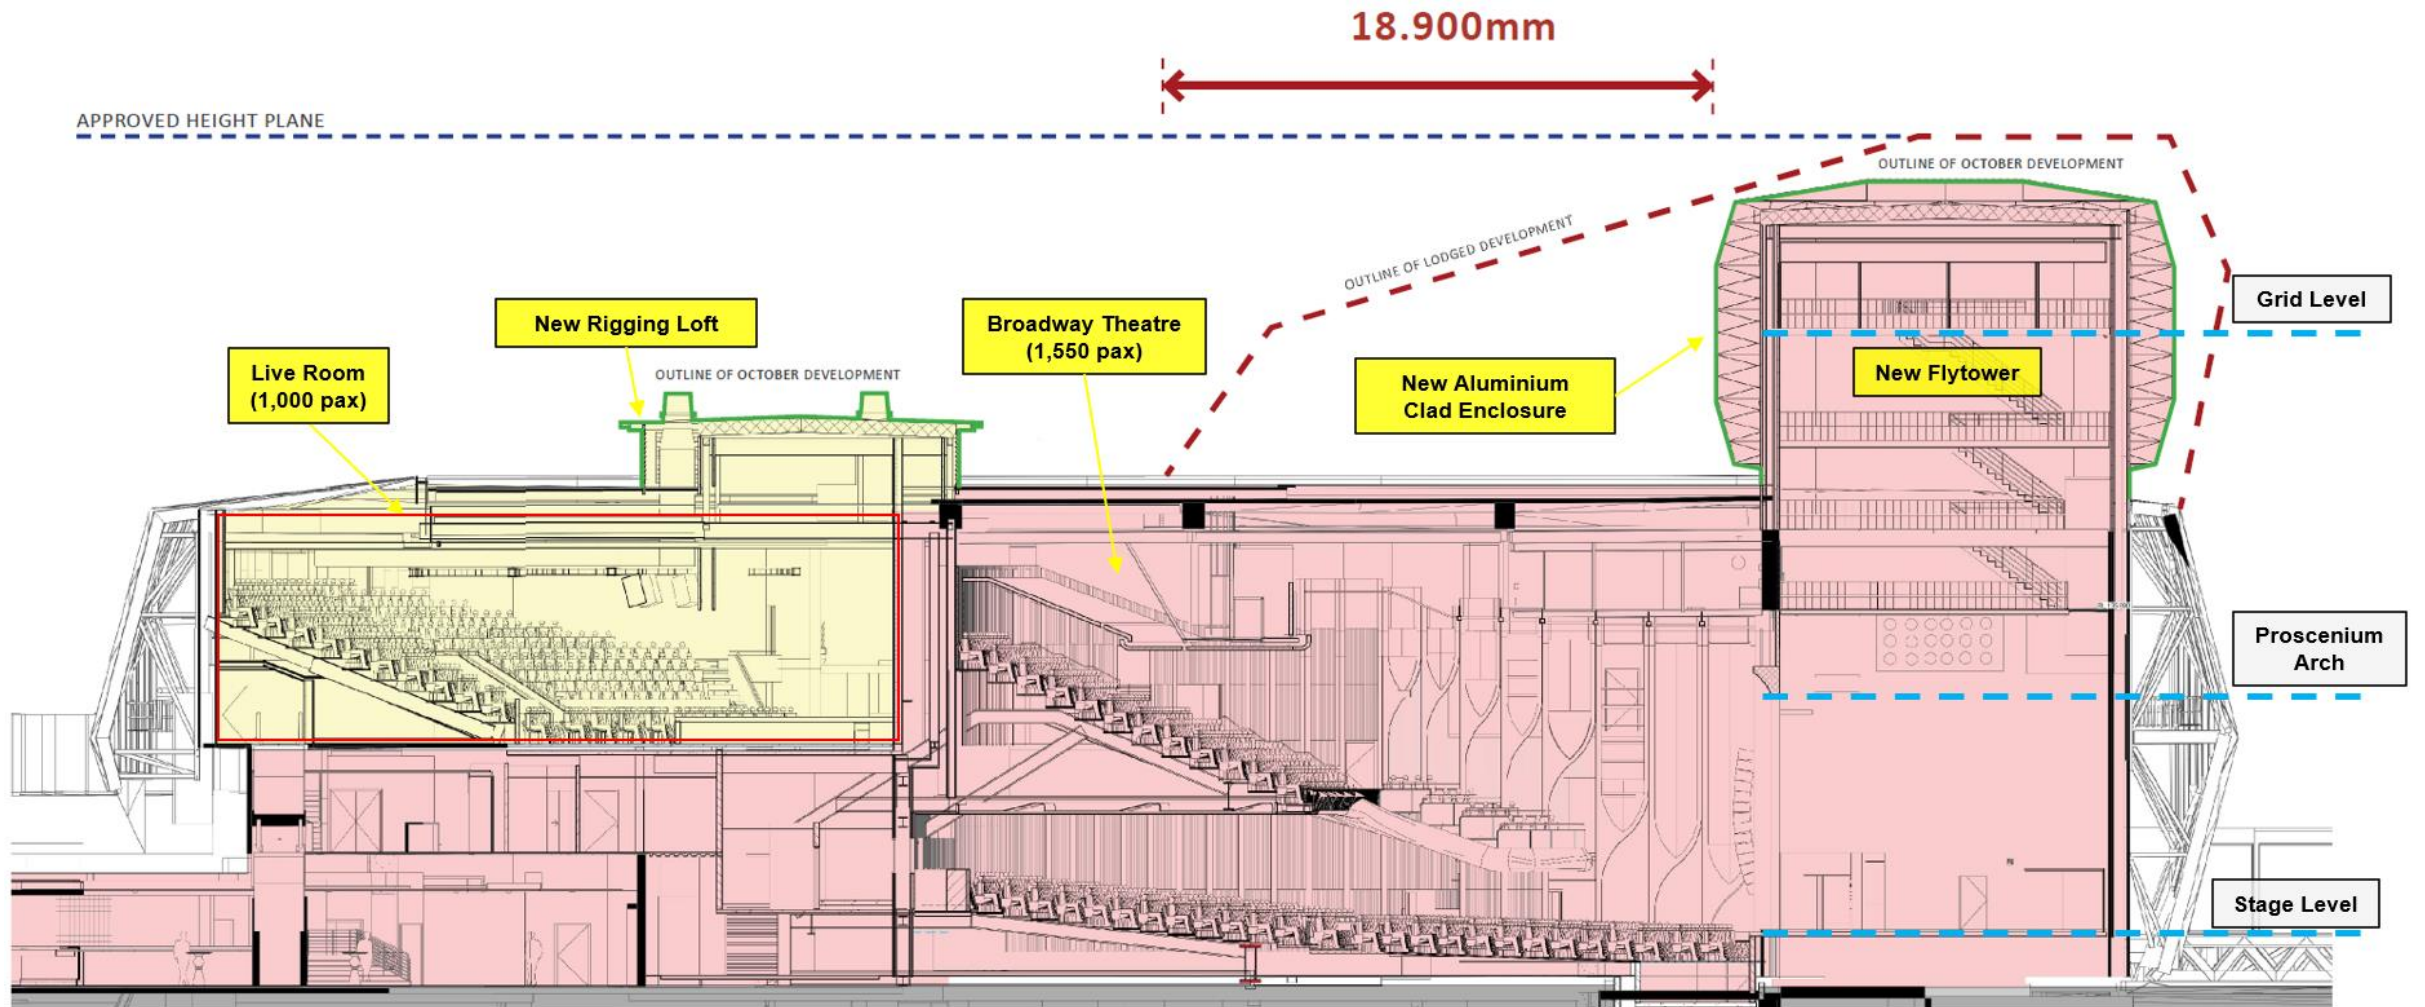 18.900mm
APPROVED HEIGHT PLANE
OUTLINE OF OCTOBER DEVELOPMENT
OUTLINE OF LODGED DEVELOPMENT
Grid Level
New Rigging Loft
Broadway Theatre
(1,550 pax)
Live Room
(1,000 pax)
OUTLINE OF OCTOBER DEVELOPMENT
New Aluminium
Clad Enclosure
New Flytower
Proscenium
Arch
Stage Level